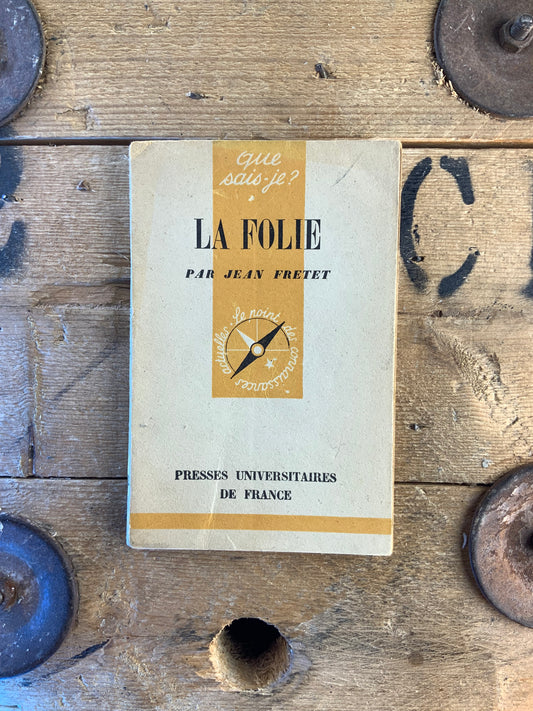 que
sais-je?
LA FOLIE
PAR JEAN FRETET
Le point des connaissances actuelles
PRESSES UNIVERSITAIRES
DE FRANCE